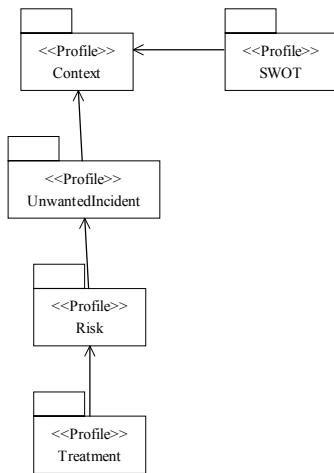 <<Profile>>
Context
<<Profile>>
SWOT
<<Profile>>
UnwantedIncident
<<Profile>>
Risk
<<Profile>>
Treatment